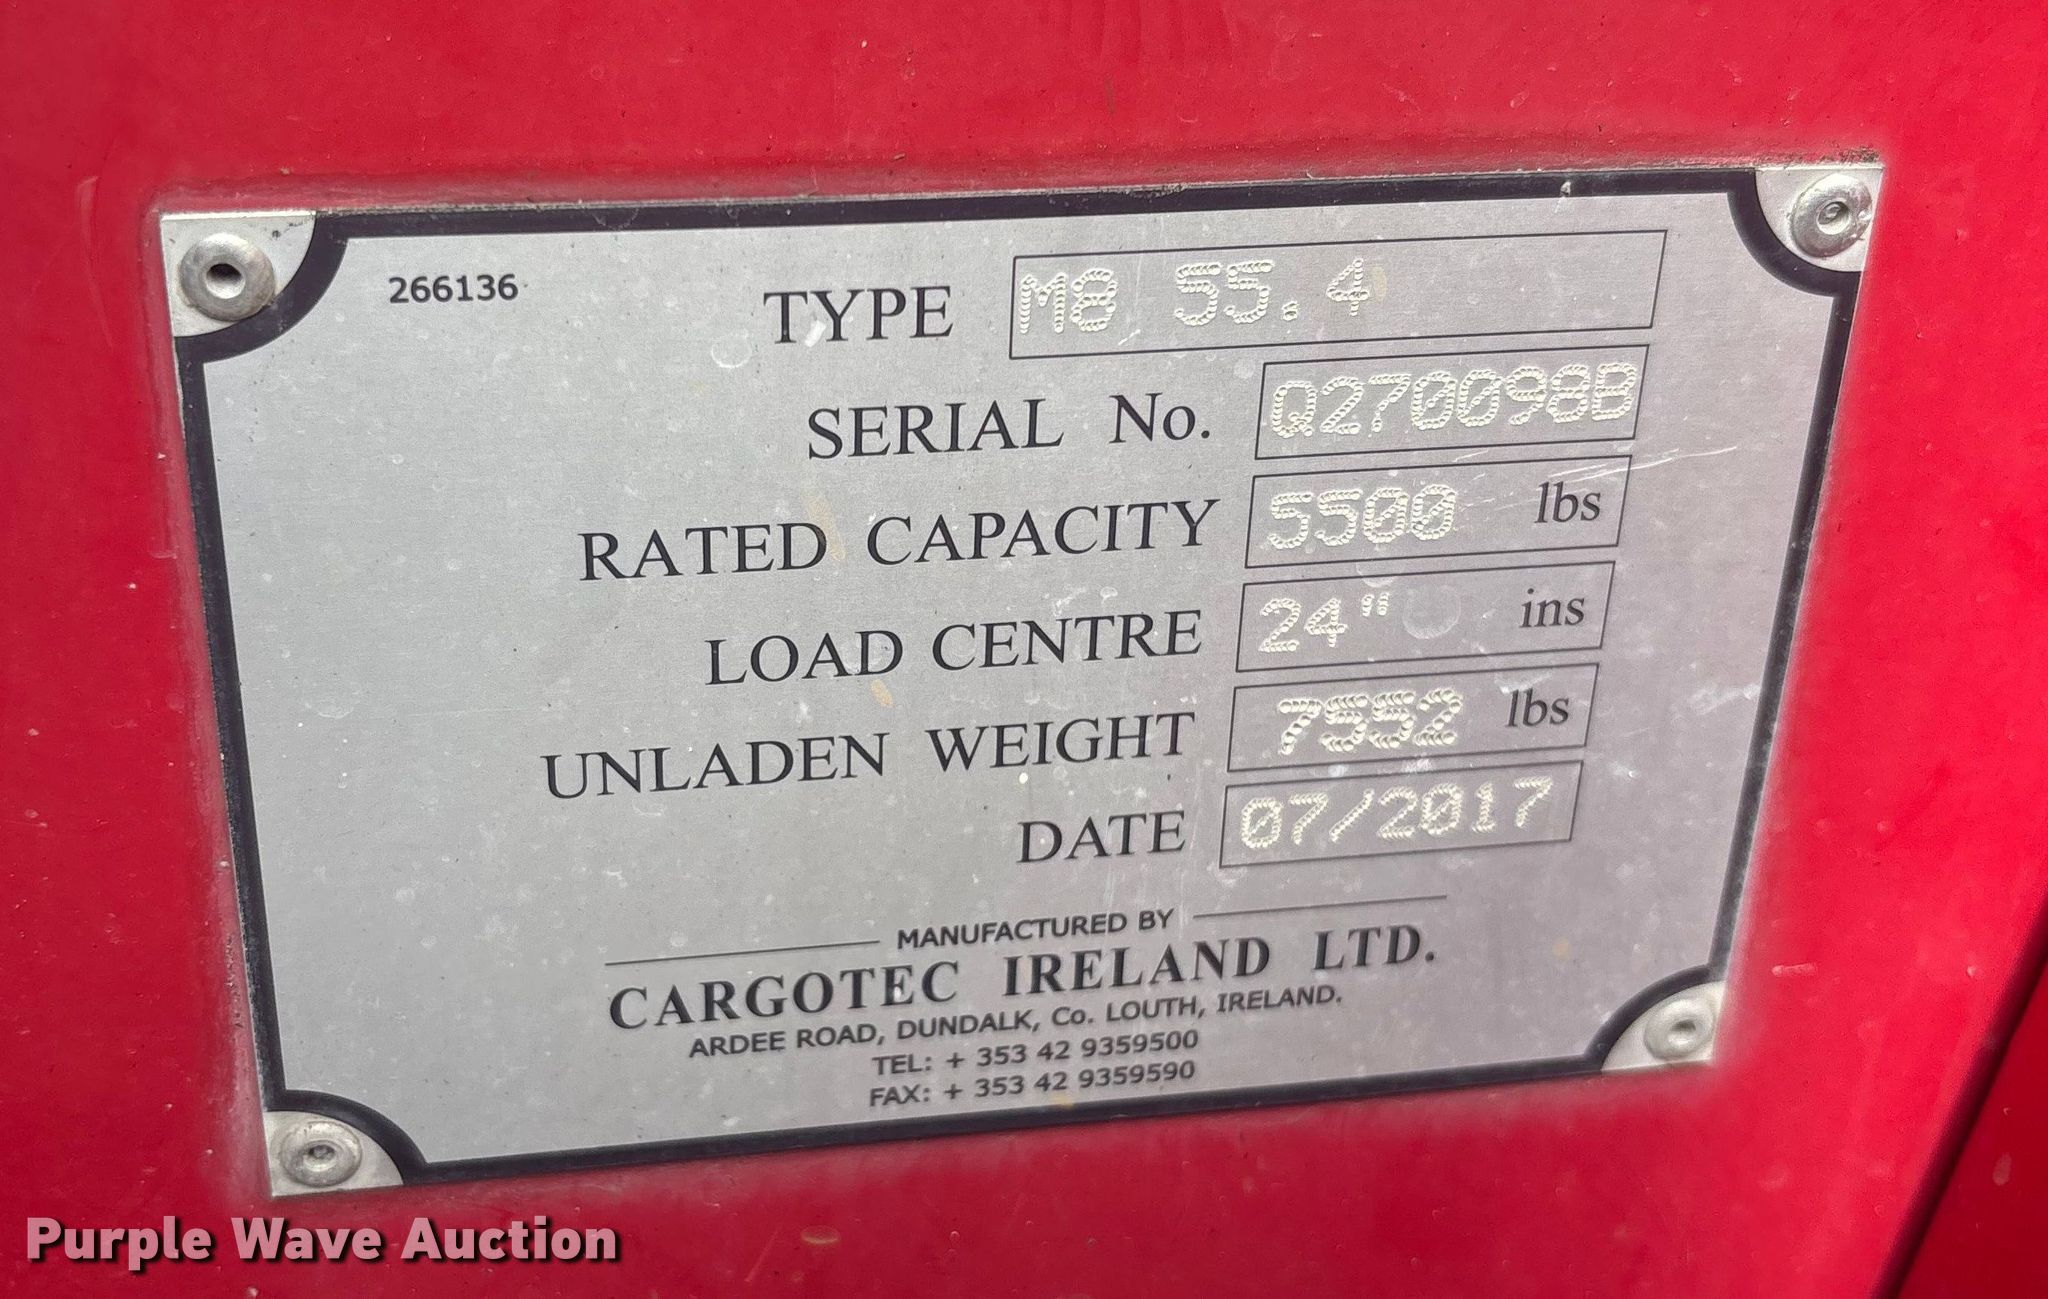 266136
TYPE M8 55.4
SERIAL No. Q270098B
RATED CAPACITY 5500 lbs
LOAD CENTRE 24" ins
UNLADEN WEIGHT 7552 lbs
DATE 07/2017
MANUFACTURED BY
CARGOTEC IRELAND LTD.
ARDEE ROAD, DUNDALK, Co. LOUTH, IRELAND.
TEL: + 353 42 9359500
FAX: + 353 42 9359590
Purple Wave Auction